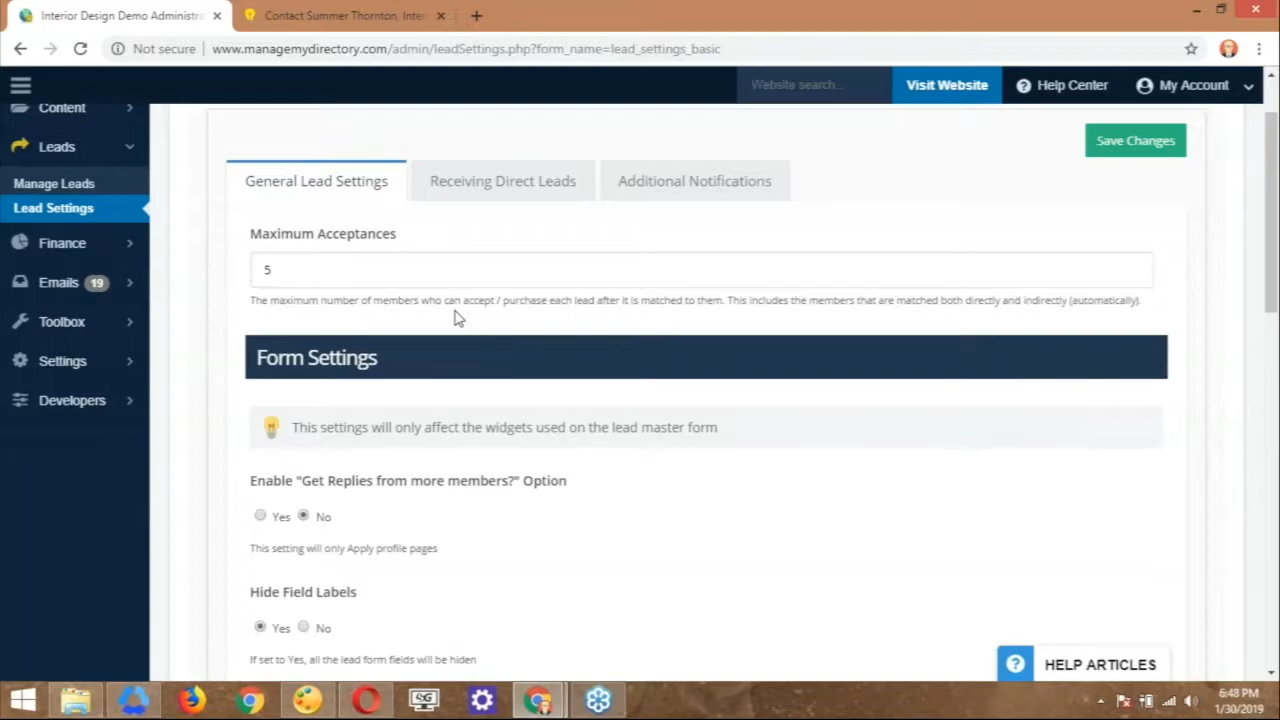 Interior Design Demo Administra
Contact Summer Thornton, Inter
Not secure
www.managemydirectory.com/admin/leadSettings.php?form_name=lead_settings_basic
Website search...
Visit Website
Help Center
My Account
Content
Leads
Manage Leads
Lead Settings
Finance
Emails 19
Toolbox
Settings
Developers
Save Changes
General Lead Settings
Receiving Direct Leads
Additional Notifications
Maximum Acceptances
5
The maximum number of members who can accept / purchase each lead after it is matched to them. This includes the members that are matched both directly and indirectly (automatically).
Form Settings
This settings will only affect the widgets used on the lead master form
Enable "Get Replies from more members?" Option
Yes No
This setting will only Apply profile pages
Hide Field Labels
Yes No
If set to Yes, all the lead form fields will be hiden
HELP ARTICLES
SG
6:48 PM
1/30/2019